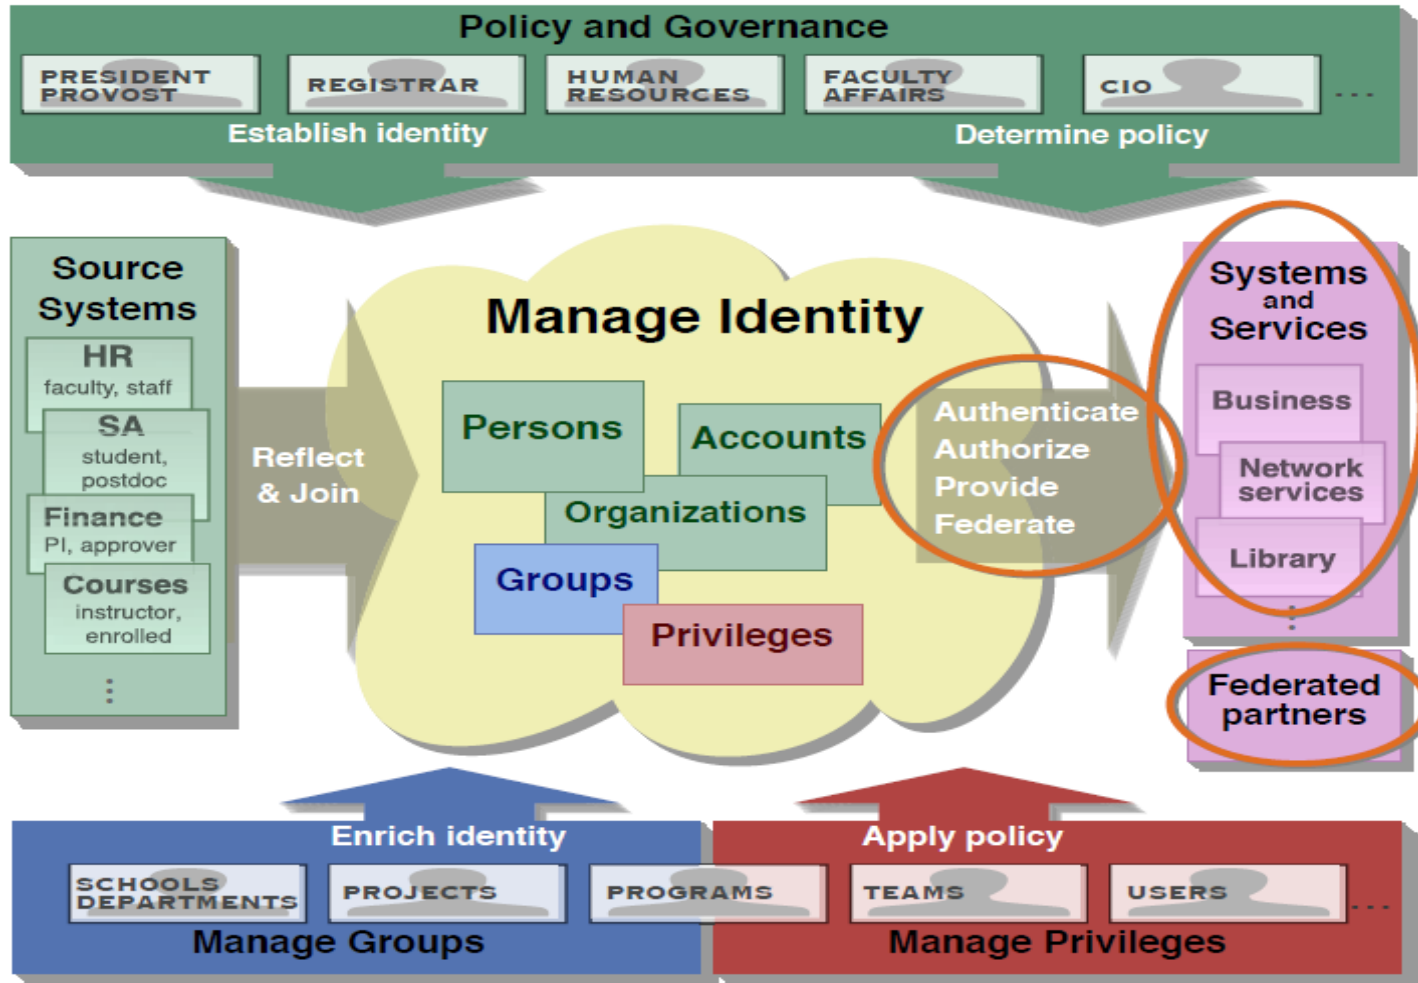 Policy and Governance
PRESIDENT
PROVOST
REGISTRAR
HUMAN
RESOURCES
FACULTY
AFFAIRS
CIO
...
Establish identity
Determine policy
Source
Systems
HR
faculty, staff
SA
student,
postdoc
Finance
PI, approver
Courses
instructor,
enrolled
...
Reflect
& Join
Manage Identity
Persons
Accounts
Organizations
Groups
Privileges
Authenticate
Authorize
Provide
Federate
Systems
and
Services
Business
Network
services
Library
...
Federated
partners
Enrich identity
SCHOOLS
DEPARTMENTS
PROJECTS
PROGRAMS
Manage Groups
Apply policy
TEAMS
USERS
...
Manage Privileges